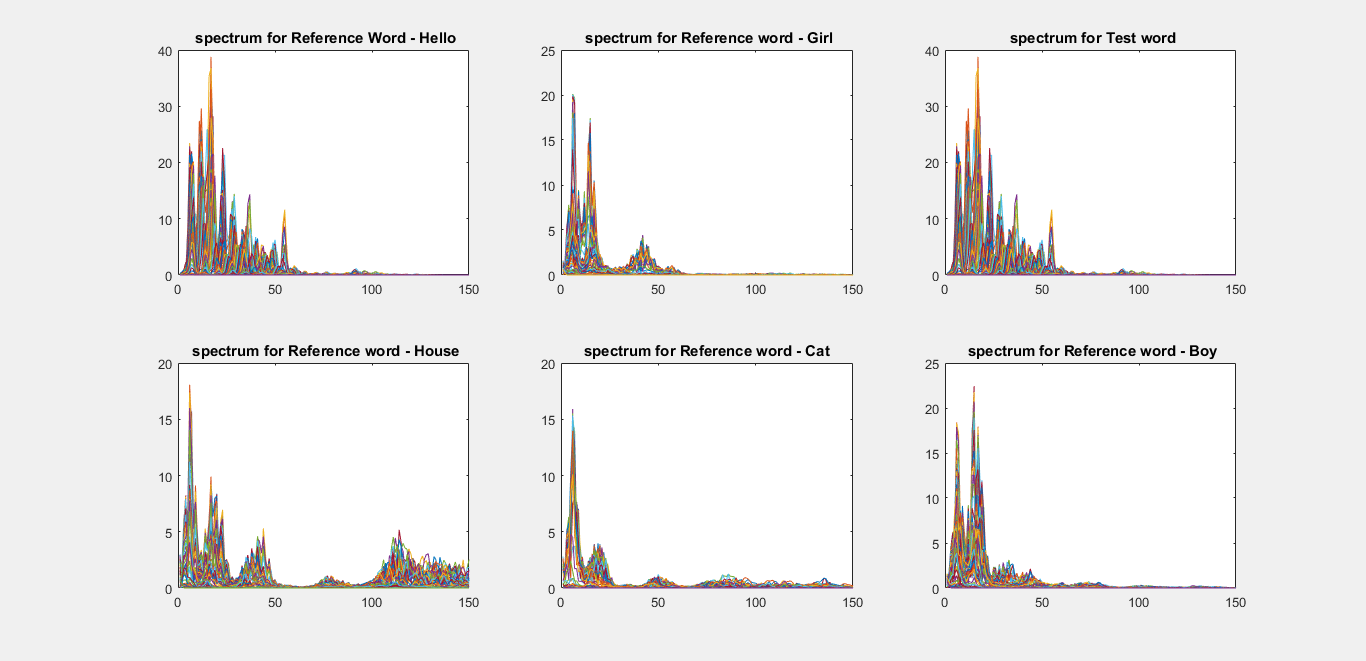 spectrum for Reference Word - Hello
40
30
20
10
0
0 50 100 150
spectrum for Reference word - Girl
25
20
15
10
5
0
0 50 100 150
spectrum for Test word
40
30
20
10
0
0 50 100 150
spectrum for Reference word - House
20
15
10
5
0
0 50 100 150
spectrum for Reference word - Cat
20
15
10
5
0
0 50 100 150
spectrum for Reference word - Boy
25
20
15
10
5
0
0 50 100 150